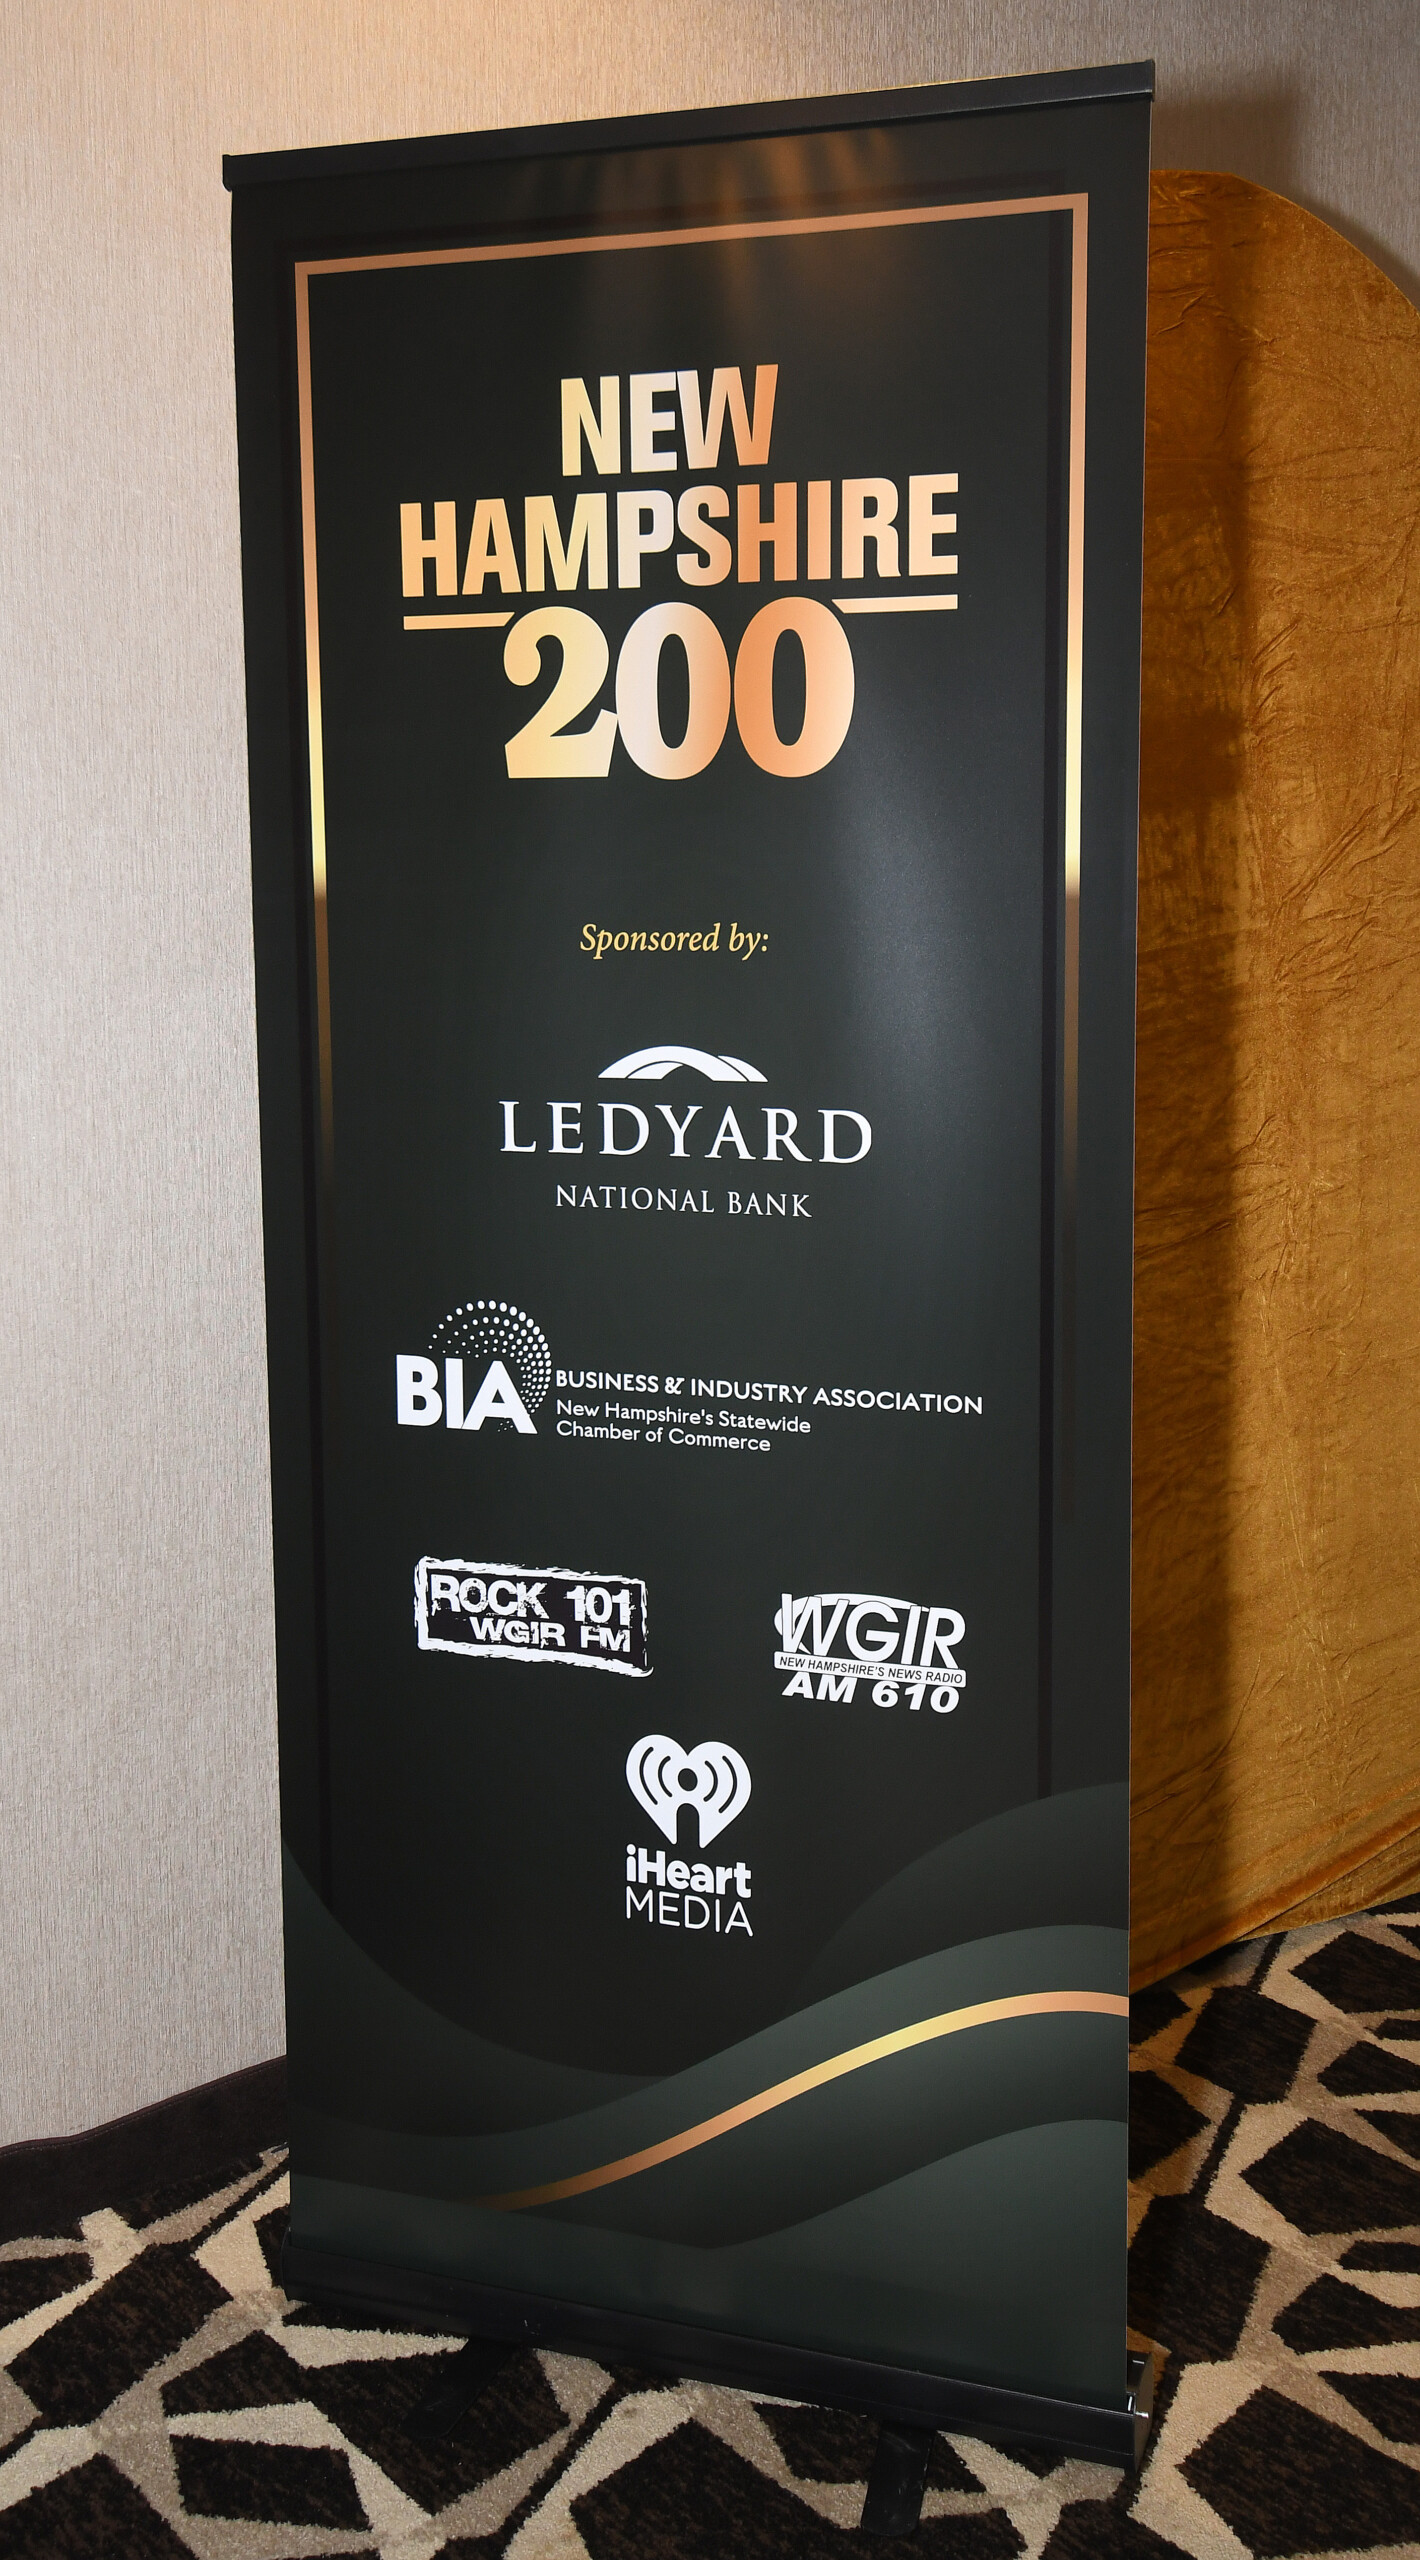 NEW
HAMPSHIRE
200
Sponsored by:
LEDYARD
NATIONAL BANK
BIA
BUSINESS & INDUSTRY ASSOCIATION
New Hampshire's Statewide
Chamber of Commerce
ROCK 101
WGIR FM
WGIR
NEW HAMPSHIRE'S NEWS RADIO
AM 610
iHeart
MEDIA